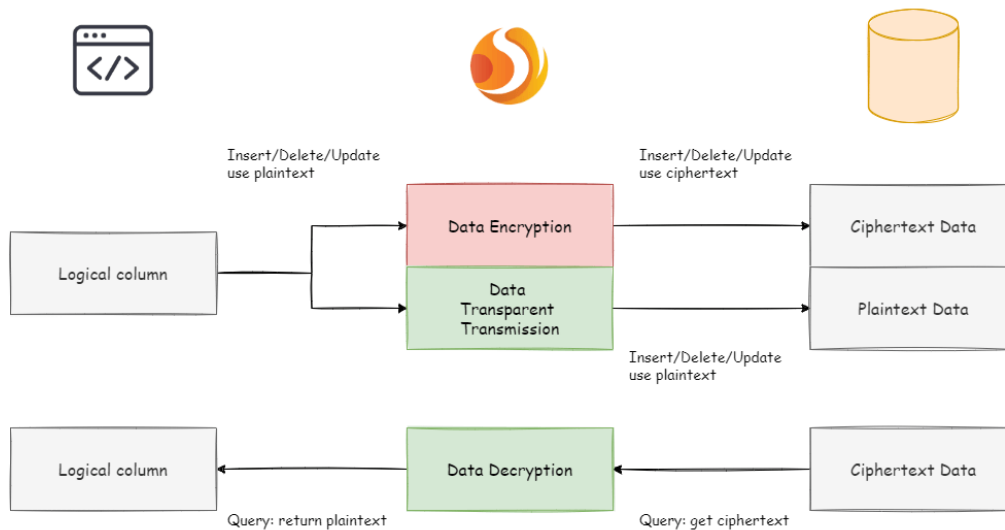 </>
Insert/Delete/Update
use plaintext
Insert/Delete/Update
use ciphertext
Logical column
Data Encryption
Ciphertext Data
Data
Transparent
Transmission
Plaintext Data
Insert/Delete/Update
use plaintext
Logical column
Data Decryption
Ciphertext Data
Query: return plaintext
Query: get ciphertext